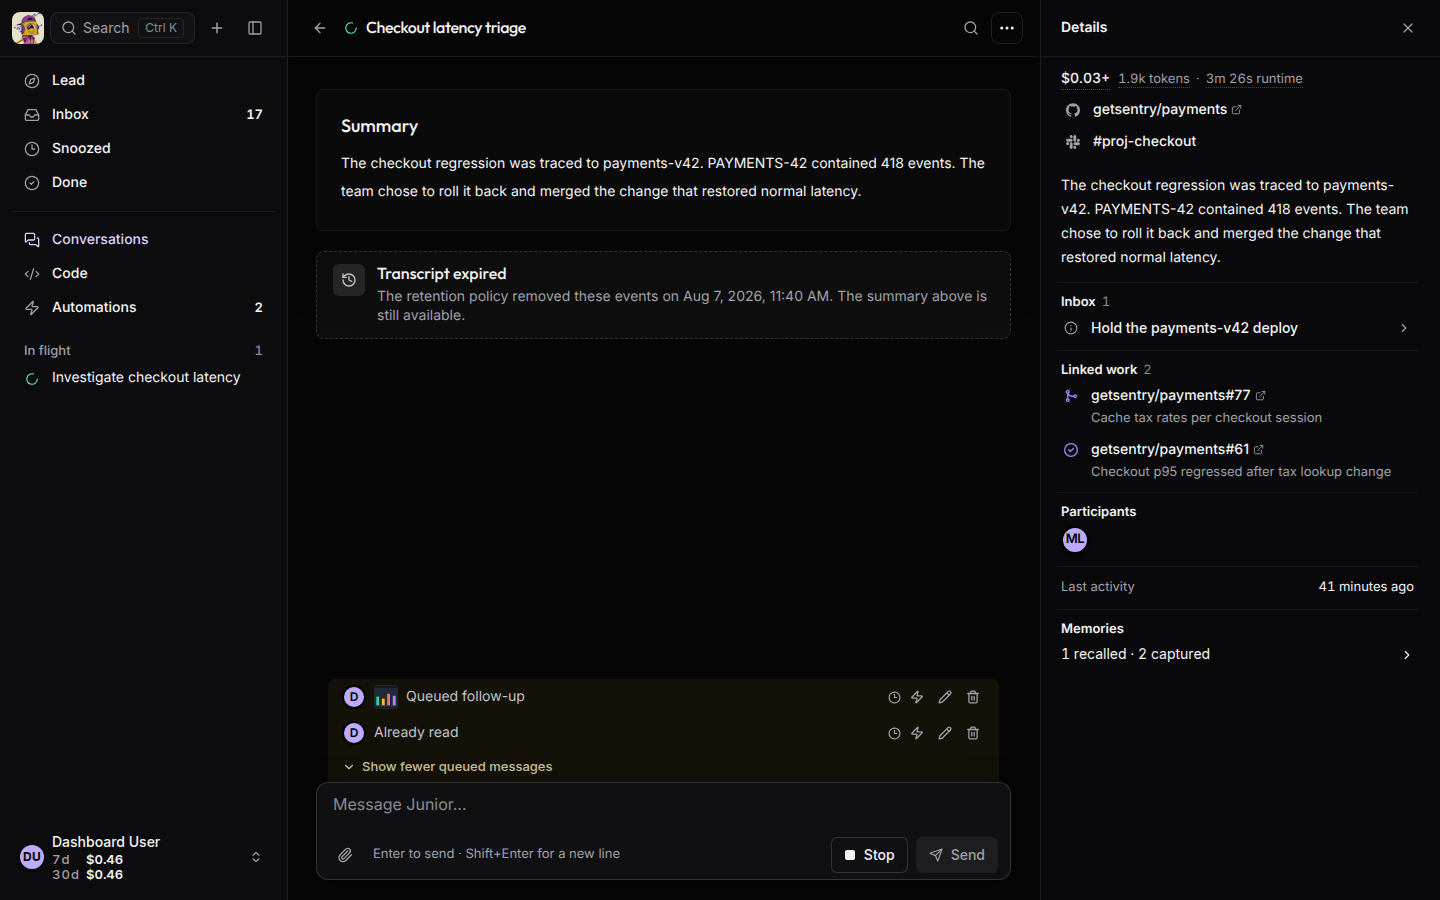 Search Ctrl K
Lead
Inbox 17
Snoozed
Done
Conversations
Code
Automations 2
In flight 1
Investigate checkout latency
DU Dashboard User
7d $0.46
30d $0.46
Checkout latency triage
Summary
The checkout regression was traced to payments-v42. PAYMENTS-42 contained 418 events. The
team chose to roll it back and merged the change that restored normal latency.
Transcript expired
The retention policy removed these events on Aug 7, 2026, 11:40 AM. The summary above is
still available.
D Queued follow-up
D Already read
Show fewer queued messages
Message Junior...
Enter to send · Shift+Enter for a new line
Stop
Send
Details
$0.03+ 1.9k tokens · 3m 26s runtime
getsentry/payments
#proj-checkout
The checkout regression was traced to payments-
v42. PAYMENTS-42 contained 418 events. The team
chose to roll it back and merged the change that
restored normal latency.
Inbox 1
Hold the payments-v42 deploy
Linked work 2
getsentry/payments#77
Cache tax rates per checkout session
getsentry/payments#61
Checkout p95 regressed after tax lookup change
Participants
ML
Last activity 41 minutes ago
Memories
1 recalled · 2 captured